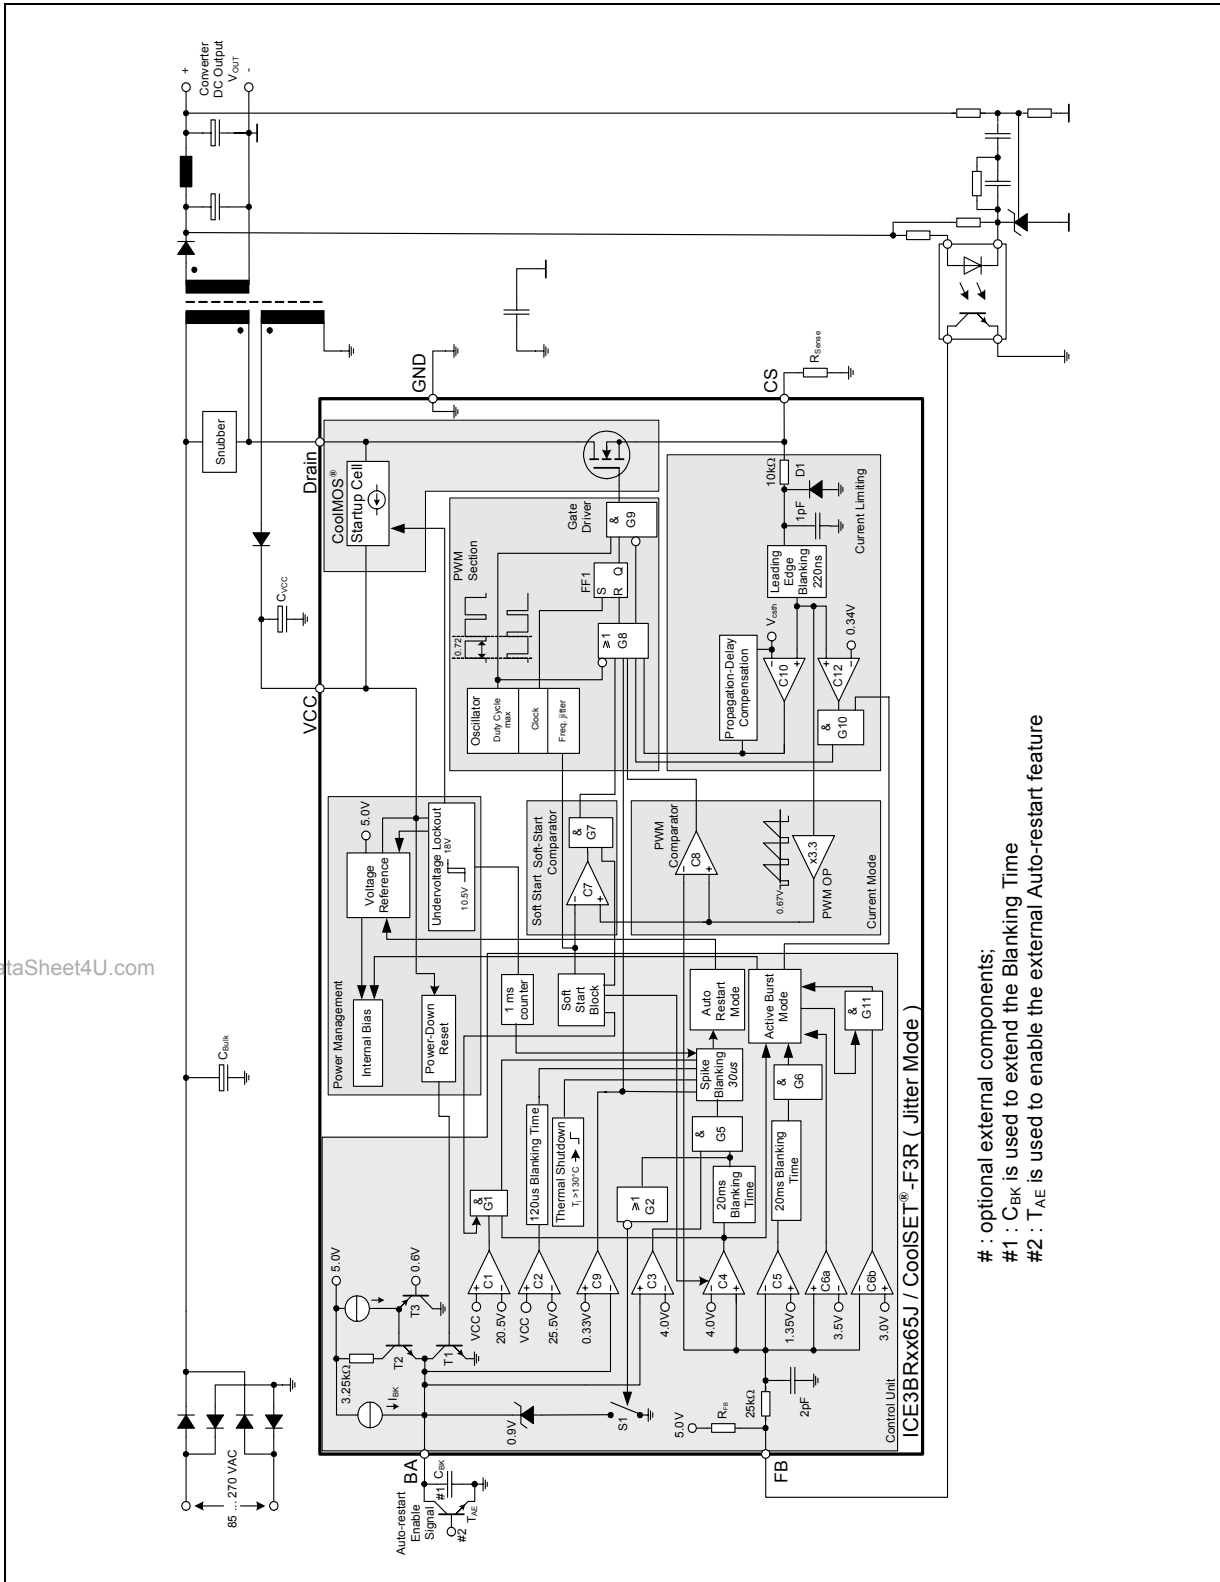 85 ... 270 VAC
CBulk
Snubber
CVCC
+
Converter
DC Output
VOUT
-
VCC
Drain
GND
CS
RSense
CoolMOS®
Startup Cell
Power Management
Internal Bias
Voltage
Reference
5.0V
Undervoltage Lockout
18V
10.5V
Power-Down
Reset
1 ms
counter
PWM
Section
0.72
Oscillator
Duty Cycle
max
Clock
Freq. jitter
FF1
S
R Q
Gate
Driver
&
G9
≥1
G8
Soft Start
Block
Soft Start
Soft-Start
Comparator
C7
&
G7
PWM
Comparator
C8
0.67V
x3.3
PWM OP
Current Mode
Propagation-Delay
Compensation
Vcsth
C10
C12
0.34V
&
G10
Leading
Edge
Blanking
220ns
10kΩ
D1
1pF
Current Limiting
5.0V
3.25kΩ
IBK
T2
T3
0.6V
T1
0.9V
S1
BA
#1
CBK
Auto-restart
Enable
Signal
#2
TAE
VCC
20.5V
C1
&
G1
VCC
25.5V
C2
120us Blanking Time
Thermal Shutdown
Tj >130°C
0.33V
C9
≥1
G2
4.0V
C3
4.0V
C4
20ms
Blanking
Time
&
G5
Spike
Blanking
30us
Auto
Restart
Mode
Active Burst
Mode
1.35V
C5
20ms Blanking
Time
&
G6
3.5V
C6a
3.0V
C6b
&
G11
5.0V
RFB
25kΩ
2pF
FB
Control Unit
ICE3BRxx65J / CoolSET®-F3R ( Jitter Mode )
# : optional external components;
#1 : CBK is used to extend the Blanking Time
#2 : TAE is used to enable the external Auto-restart feature
ataSheet4U.com